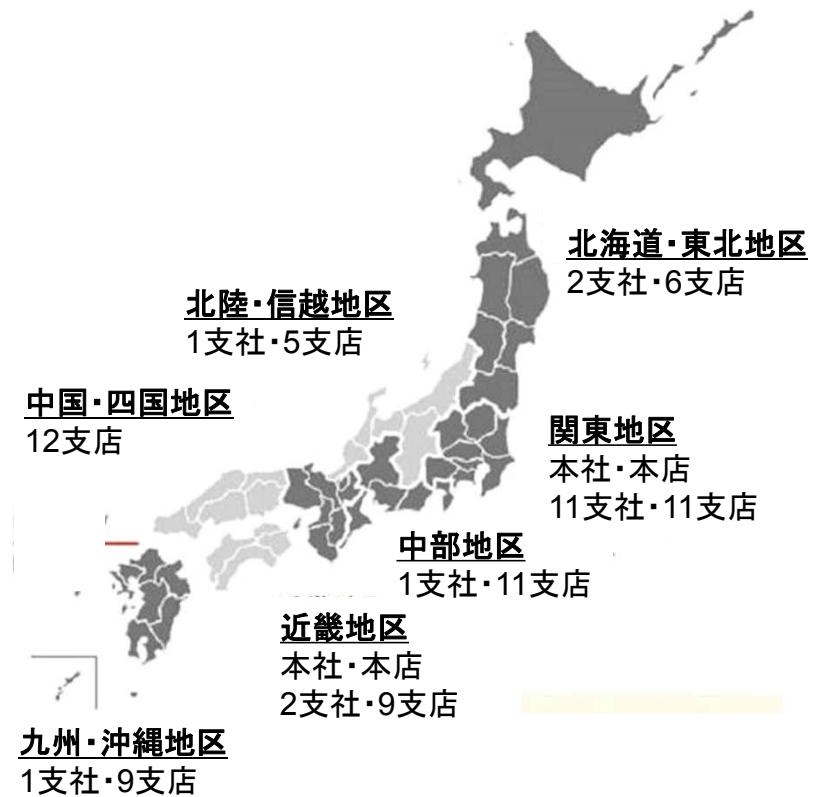 北海道・東北地区
2支社・6支店
北陸・信越地区
1支社・5支店
中国・四国地区
12支店
関東地区
本社・本店
11支社・11支店
中部地区
1支社・11支店
近畿地区
本社・本店
2支社・9支店
九州・沖縄地区
1支社・9支店